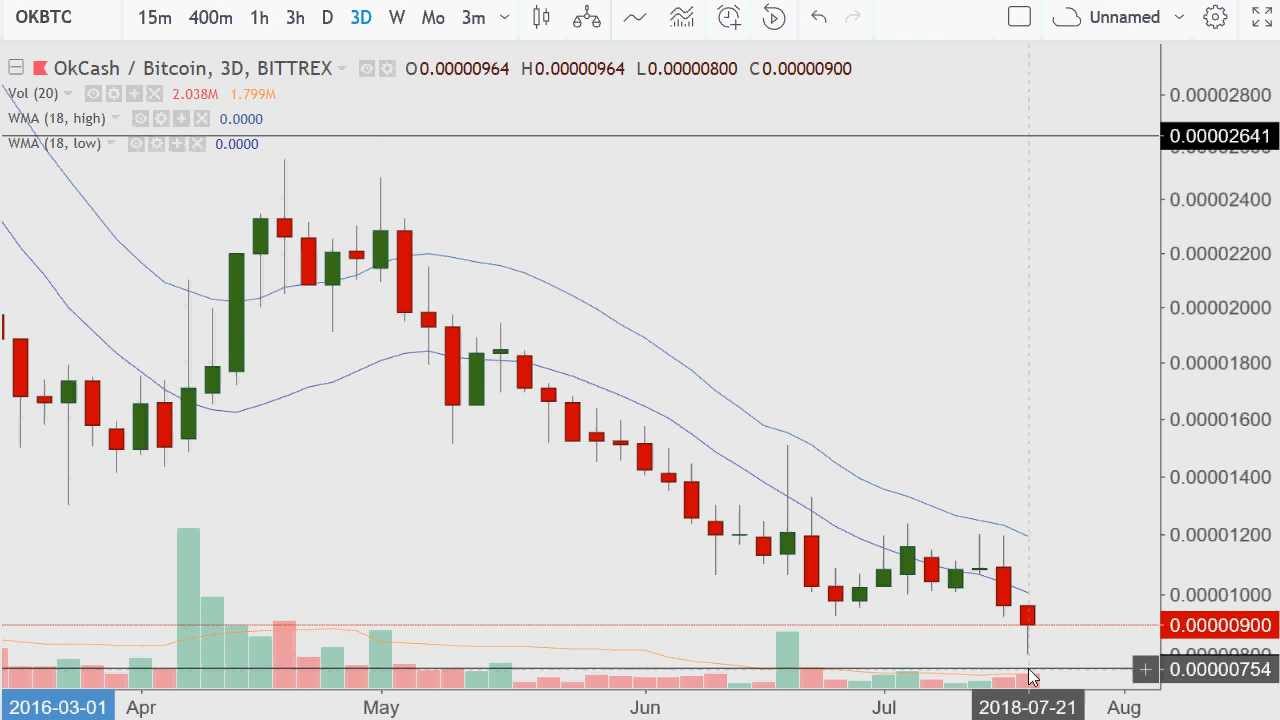 OKBTC 15m 400m 1h 3h D 3D W Mo 3m Unnamed
OkCash / Bitcoin, 3D, BITTREX O0.00000964 H0.00000964 L0.00000800 C0.00000900
Vol (20) 2.038M 1.799M
WMA (18, high) 0.0000
WMA (18, low) 0.0000
0.00002800
0.00002641
0.00002400
0.00002200
0.00002000
0.00001800
0.00001600
0.00001400
0.00001200
0.00001000
0.00000900
0.00000800
0.00000754
2016-03-01 Apr May Jun Jul 2018-07-21 Aug